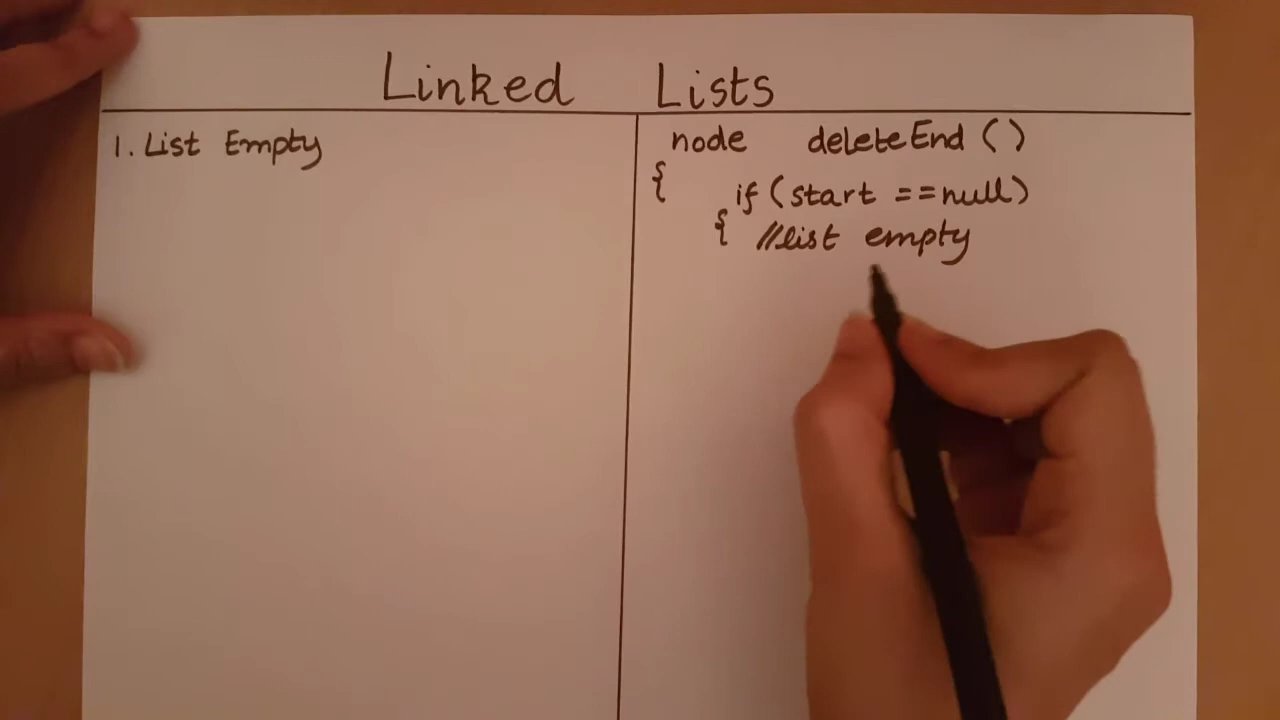 Linked Lists
1. List Empty
node deleteEnd ()
{ if (start ==null)
{ //list empty